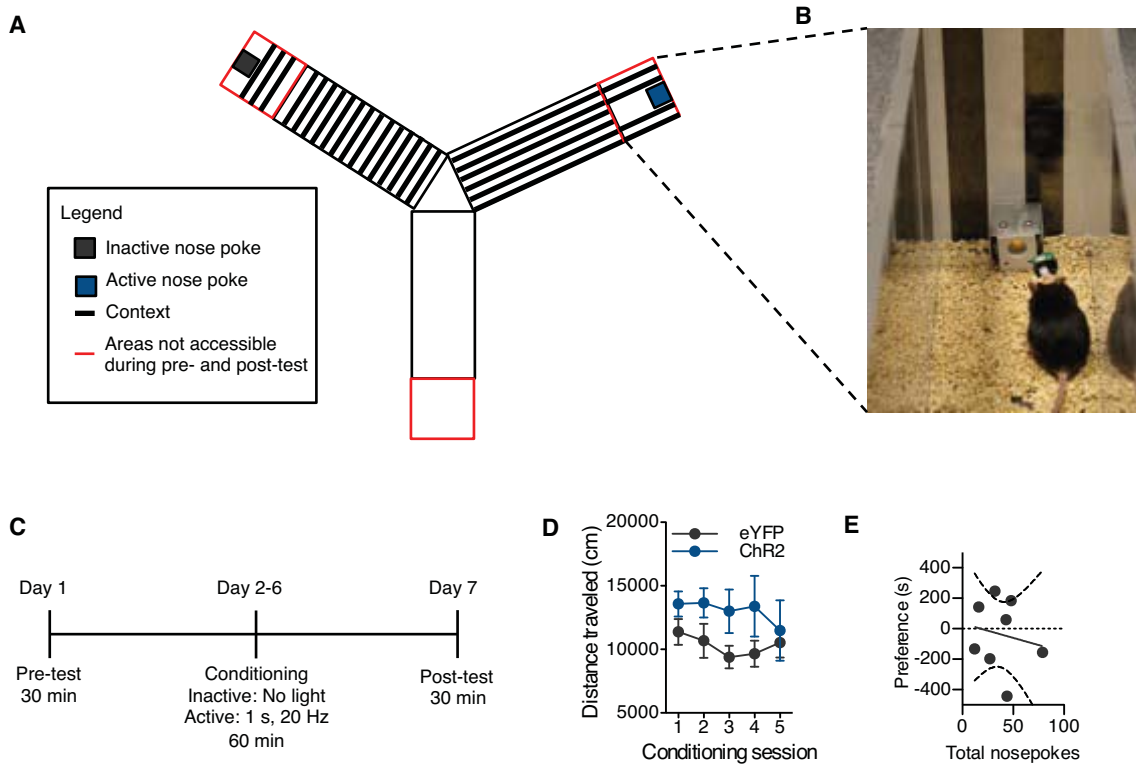 A
B
Legend
Inactive nose poke
Active nose poke
Context
Areas not accessible
during pre- and post-test
C
Day 1
Day 2-6
Day 7
Pre-test
30 min
Conditioning
Inactive: No light
Active: 1 s, 20 Hz
60 min
Post-test
30 min
D
Distance traveled (cm)
20000
15000
10000
5000
eYFP
ChR2
1 2 3 4 5
Conditioning session
E
Preference (s)
400
200
0
-200
-400
0 50 100
Total nosepokes